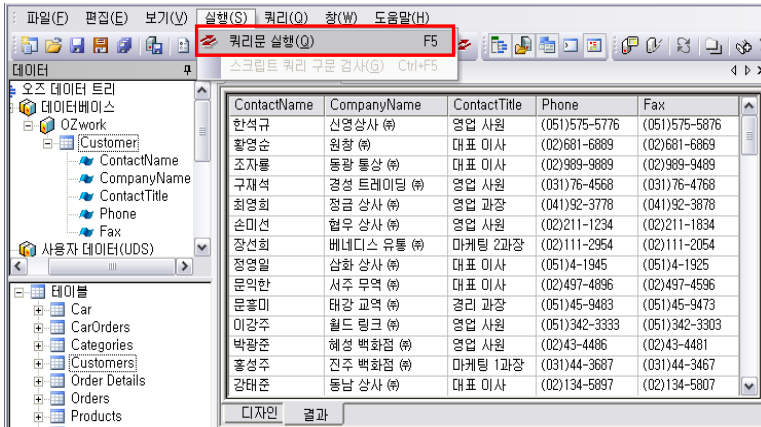 파일(F) 편집(E) 보기(V) 실행(S) 쿼리(Q) 창(W) 도움말(H)
쿼리문 실행(Q) F5
스크립트 쿼리 구문 검사(G) Ctrl+F5
데이터
오즈 데이터 트리
데이터베이스
OZwork
Customer
ContactName
CompanyName
ContactTitle
Phone
Fax
사용자 데이터(UDS)
테이블
Car
CarOrders
Categories
Customers
Order Details
Orders
Products
ContactName CompanyName ContactTitle Phone Fax
한석규 신영상사 ㈜ 영업 사원 (051)575-5776 (051)575-5876
황영순 원창 ㈜ 대표 이사 (02)681-6889 (02)681-6869
조자룡 동광 통상 ㈜ 대표 이사 (02)989-9889 (02)989-9489
구재석 경성 트레이딩 ㈜ 영업 사원 (031)76-4568 (031)76-4768
최영희 정금 상사 ㈜ 영업 과장 (041)92-3778 (041)92-3878
손미선 협우 상사 ㈜ 영업 사원 (02)211-1234 (02)211-1834
장선희 베네디스 유통 ㈜ 마케팅 2과장 (02)111-2954 (02)111-2054
정영일 삼화 상사 ㈜ 대표 이사 (051)4-1945 (051)4-1925
문익한 서주 무역 ㈜ 대표 이사 (02)497-4896 (02)497-4596
문흥미 태강 교역 ㈜ 경리 과장 (051)45-9483 (051)45-9473
이강주 월드 링크 ㈜ 영업 사원 (051)342-3333 (051)342-3303
박광준 혜성 백화점 ㈜ 영업 사원 (02)43-4486 (02)43-4481
홍성주 진주 백화점 ㈜ 마케팅 1과장 (031)44-3687 (031)44-3467
강태준 동남 상사 ㈜ 대표 이사 (02)134-5897 (02)134-5807
디자인 결과